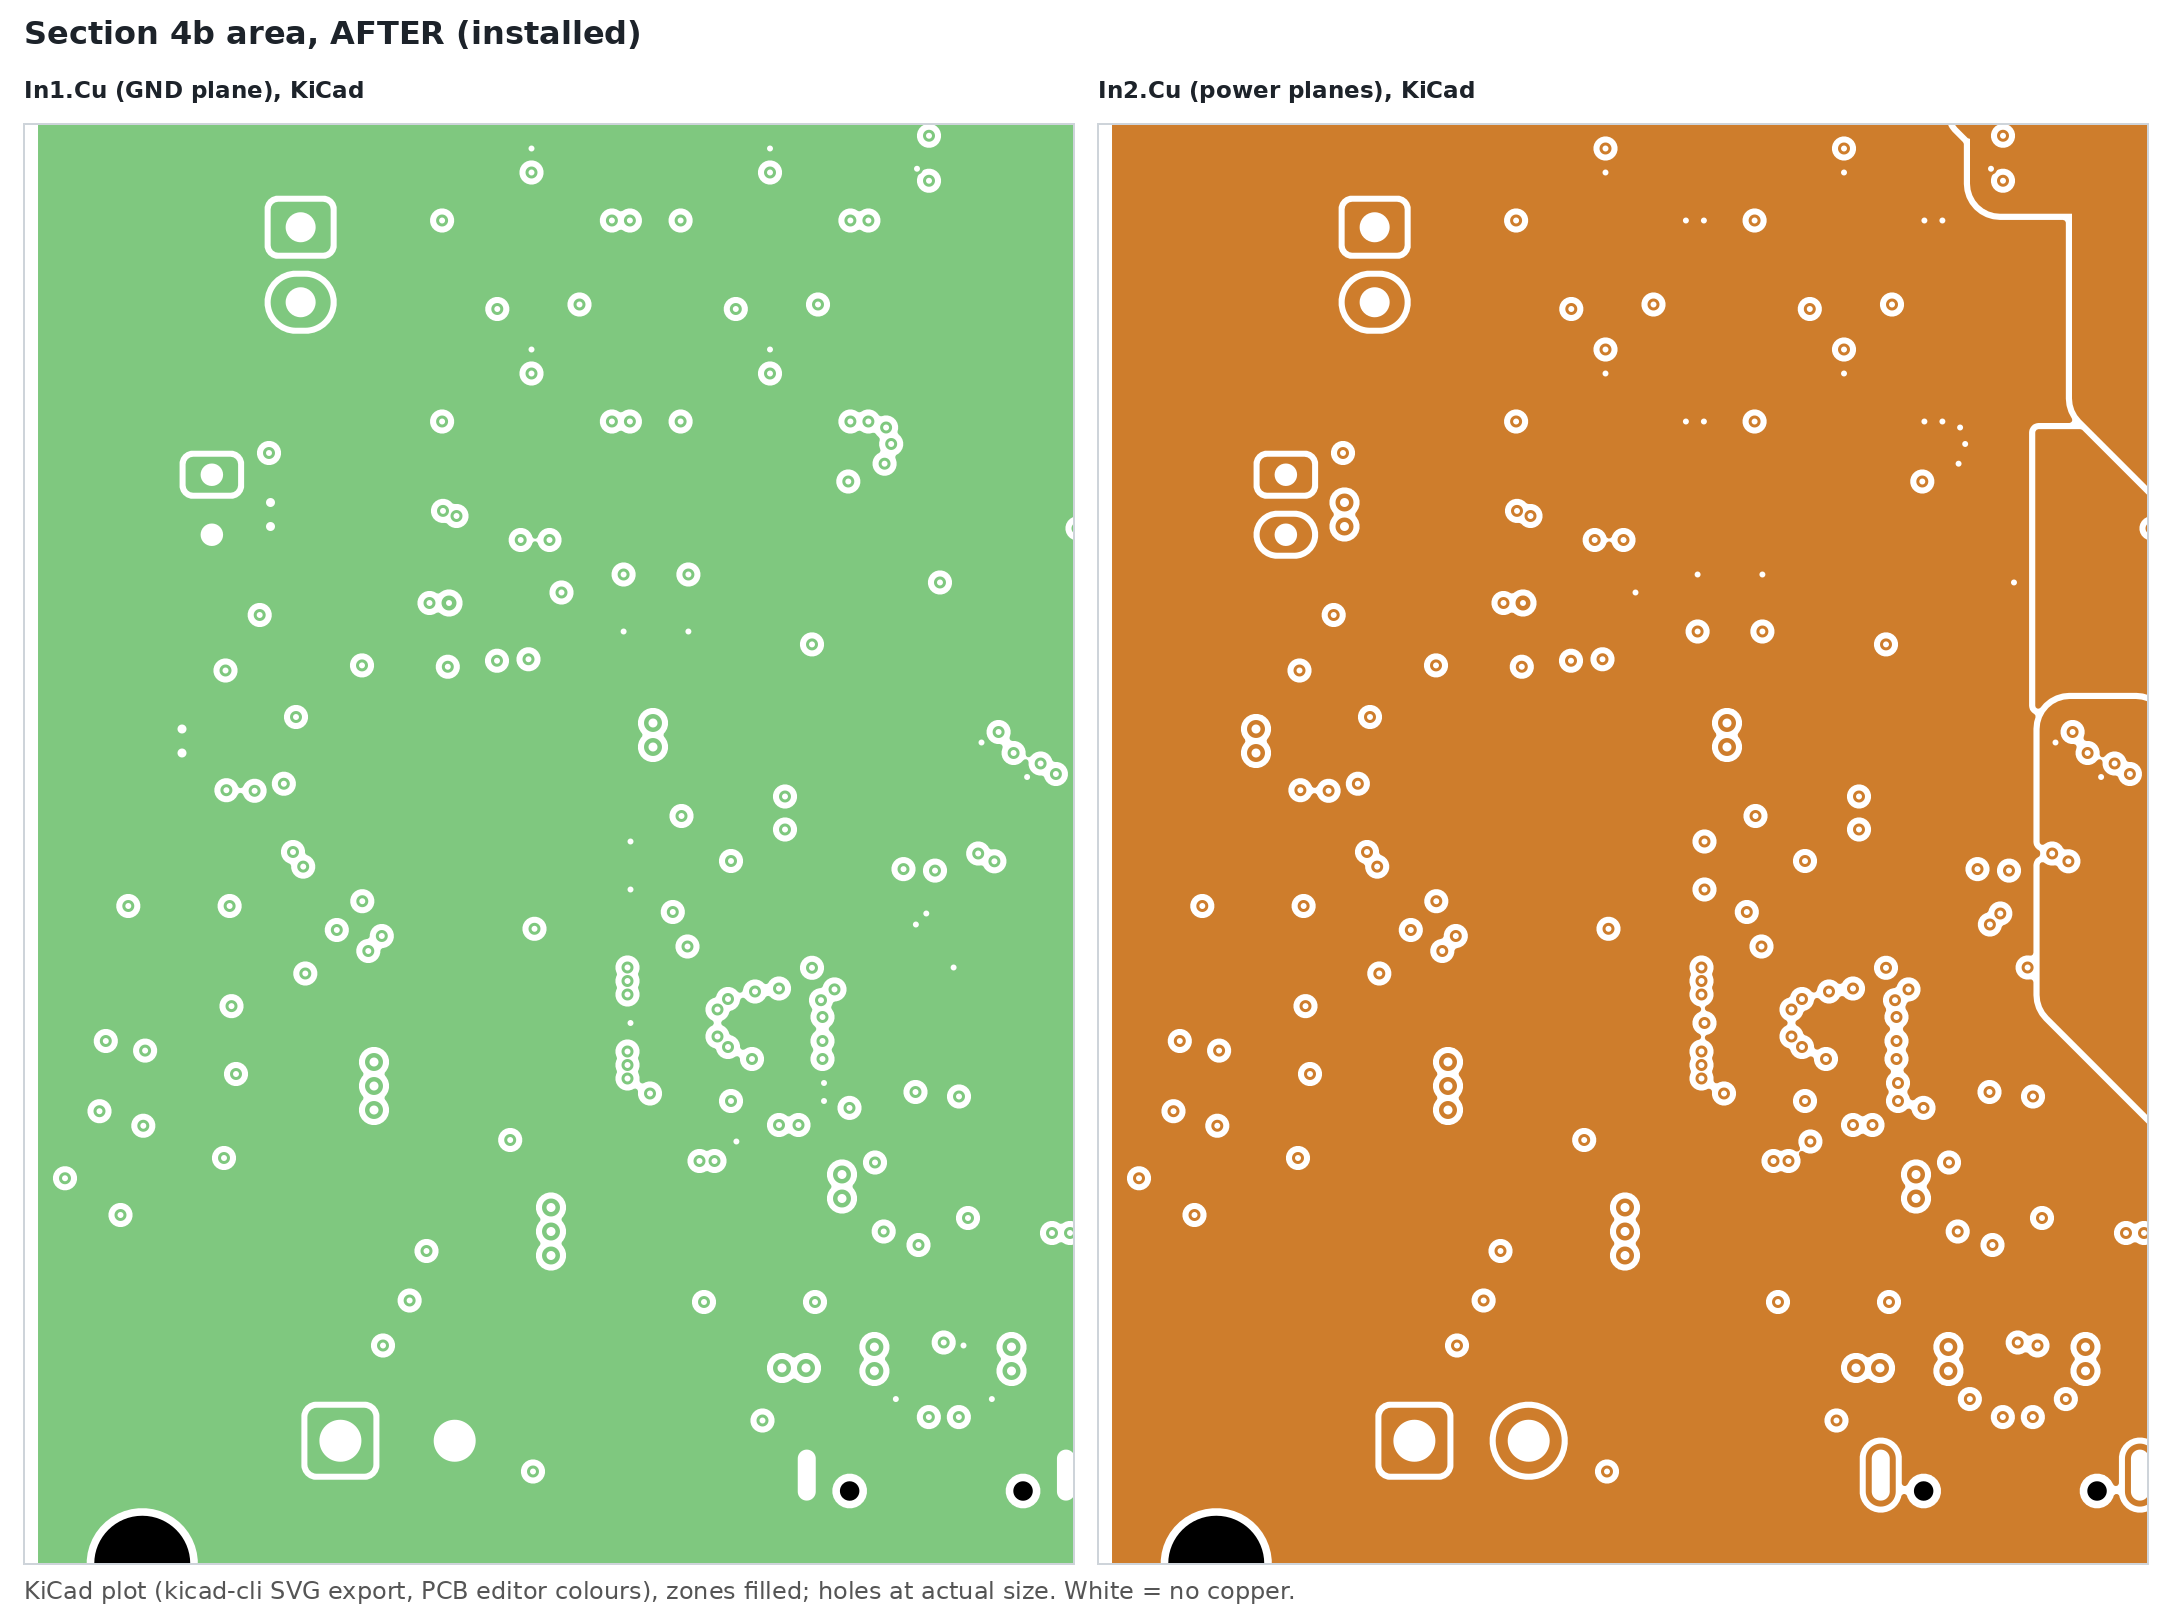 Section 4b area, AFTER (installed)
In1.Cu (GND plane), KiCad
In2.Cu (power planes), KiCad
KiCad plot (kicad-cli SVG export, PCB editor colours), zones filled; holes at actual size. White = no copper.